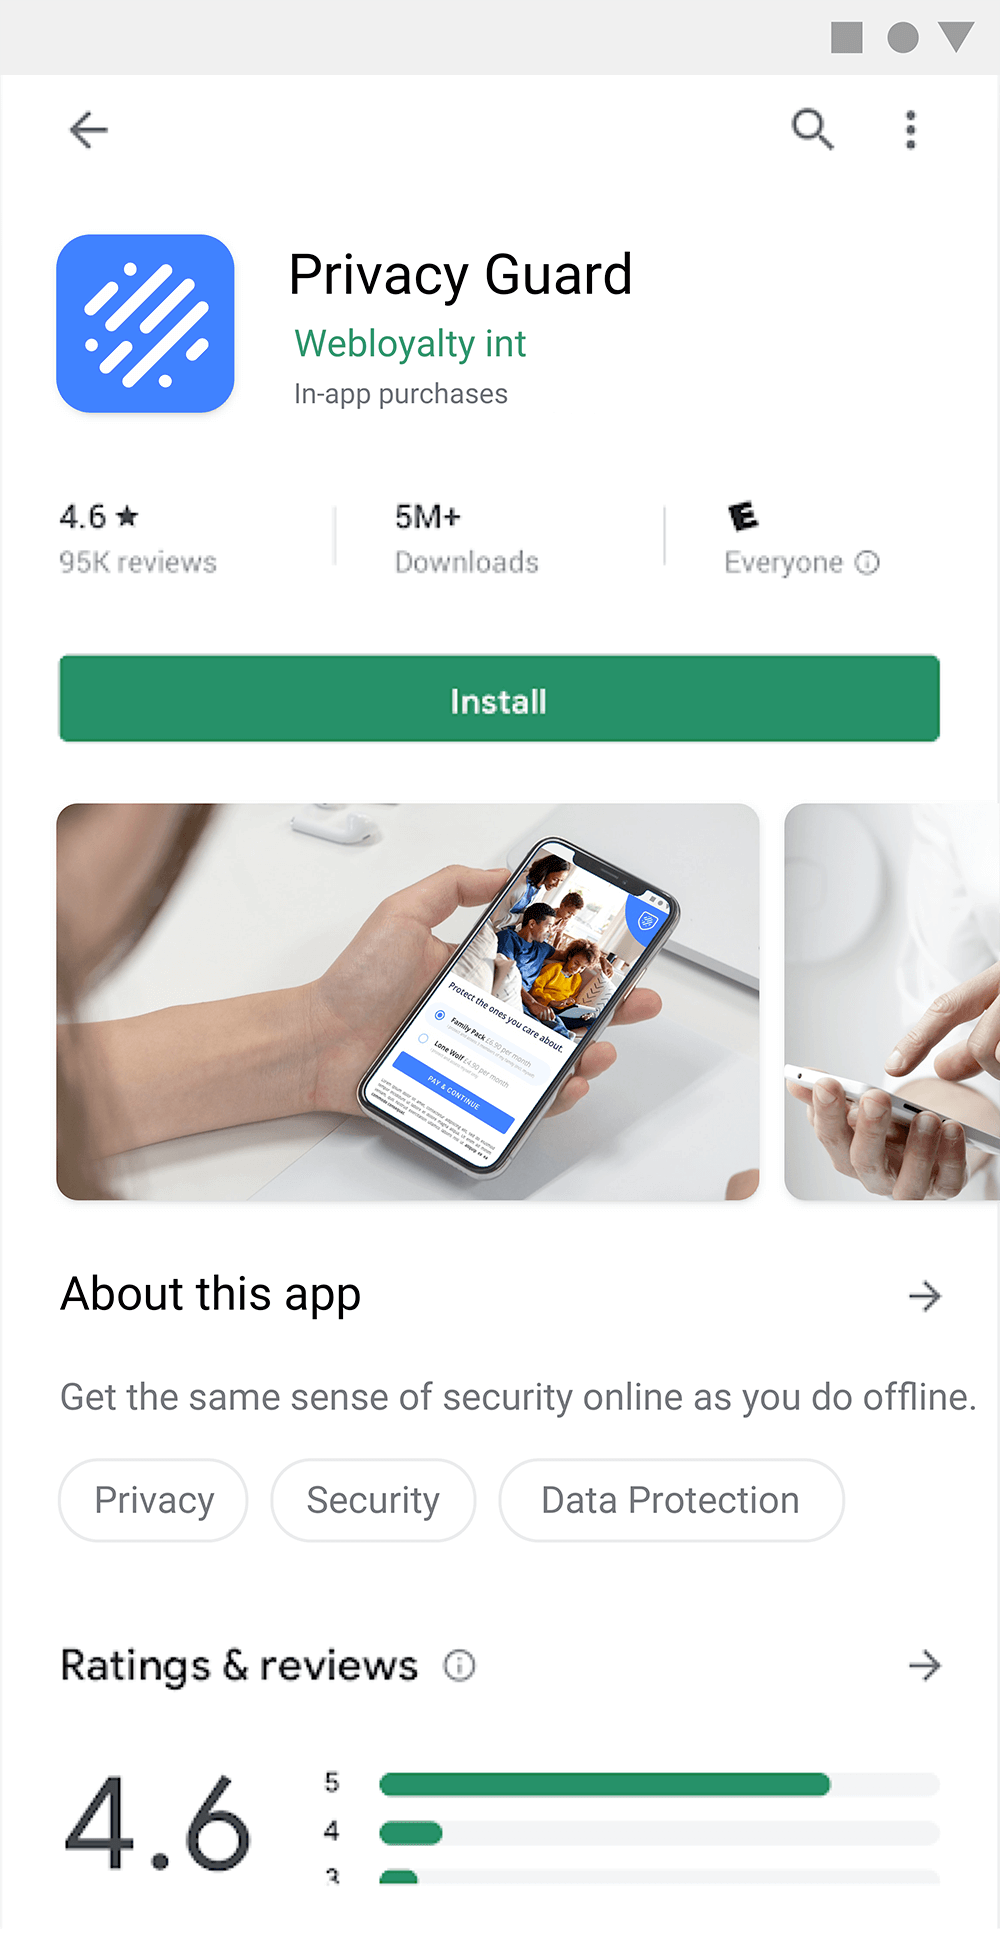 Privacy Guard
Webloyalty int
In-app purchases
4.6 ★
95K reviews
5M+
Downloads
E
Everyone
Install
Protect the ones you care about.
Family Pack £6.90 per month
Lone Wolf £4.90 per month
PAY & CONTINUE
About this app
Get the same sense of security online as you do offline.
Privacy
Security
Data Protection
Ratings & reviews
4.6
5
4
3